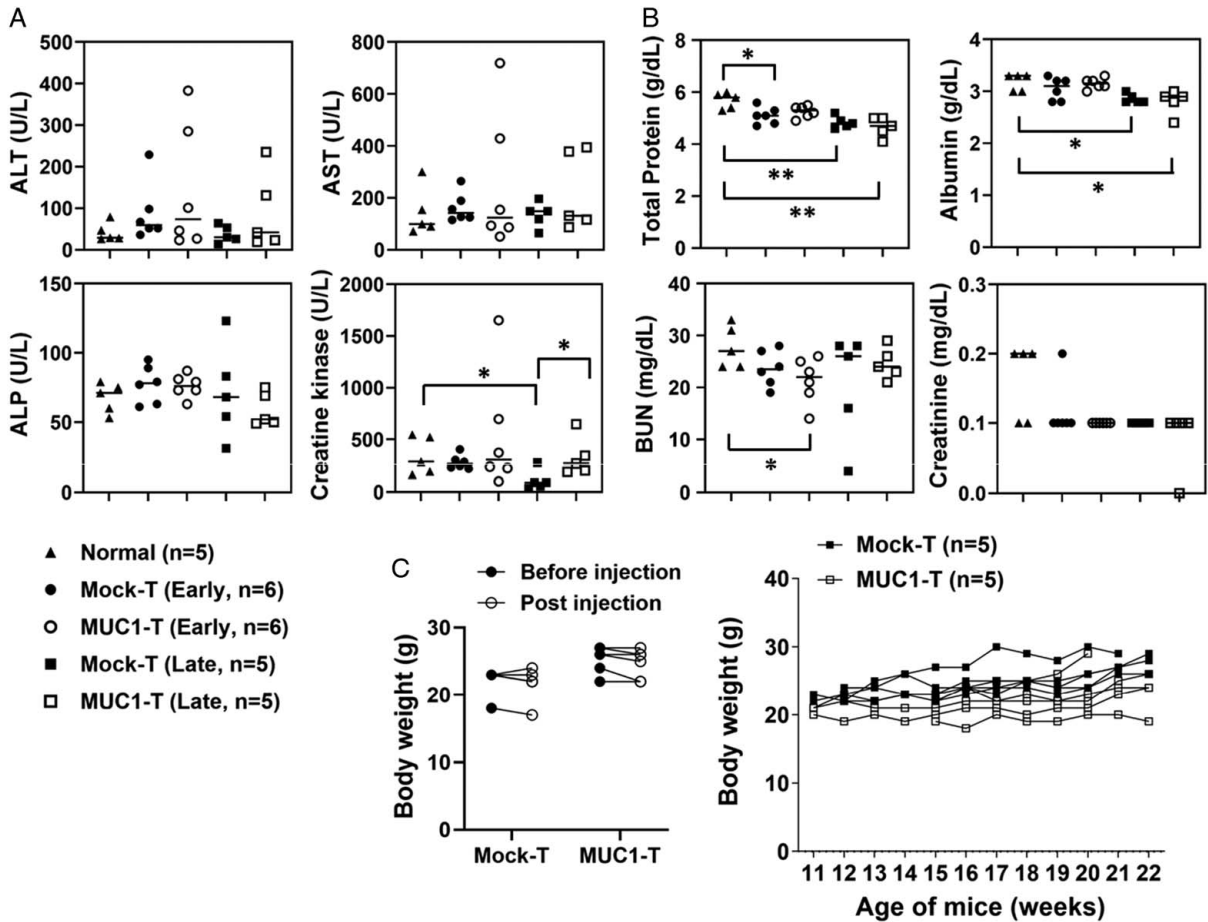 A
ALT (U/L)
500
400
300
200
100
0
AST (U/L)
800
600
400
200
0
ALP (U/L)
150
100
50
0
Creatine kinase (U/L)
2000
1500
1000
500
0
*
*
B
Total Protein (g/dL)
8
6
4
2
0
*
**
**
Albumin (g/dL)
4
3
2
1
0
*
*
BUN (mg/dL)
40
30
20
10
0
*
Creatinine (mg/dL)
0.3
0.2
0.1
0.0
Normal (n=5)
Mock-T (Early, n=6)
MUC1-T (Early, n=6)
Mock-T (Late, n=5)
MUC1-T (Late, n=5)
C
Before injection
Post injection
Body weight (g)
30
20
10
0
Mock-T MUC1-T
Mock-T (n=5)
MUC1-T (n=5)
Body weight (g)
40
30
20
10
0
11 12 13 14 15 16 17 18 19 20 21 22
Age of mice (weeks)